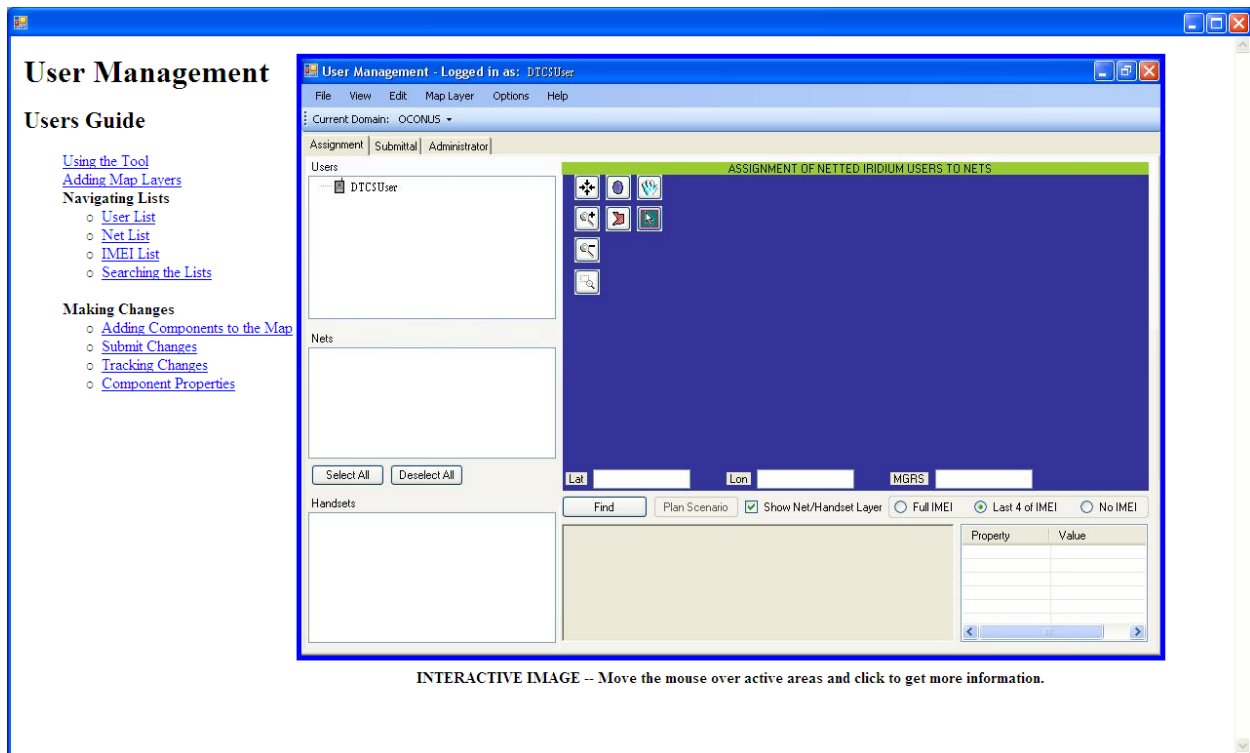 User Management
Users Guide
Using the Tool
Adding Map Layers
Navigating Lists
User List
Net List
IMEI List
Searching the Lists
Making Changes
Adding Components to the Map
Submit Changes
Tracking Changes
Component Properties
User Management - Logged in as: DTCSUser
File View Edit Map Layer Options Help
Current Domain: OCONUS
Assignment Submittal Administrator
Users
DTCSUser
Nets
Select All Deselect All
Handsets
ASSIGNMENT OF NETTED IRIDIUM USERS TO NETS
Lat Lon MGRS
Find Plan Scenario Show Net/Handset Layer Full IMEI Last 4 of IMEI No IMEI
Property Value
INTERACTIVE IMAGE -- Move the mouse over active areas and click to get more information.